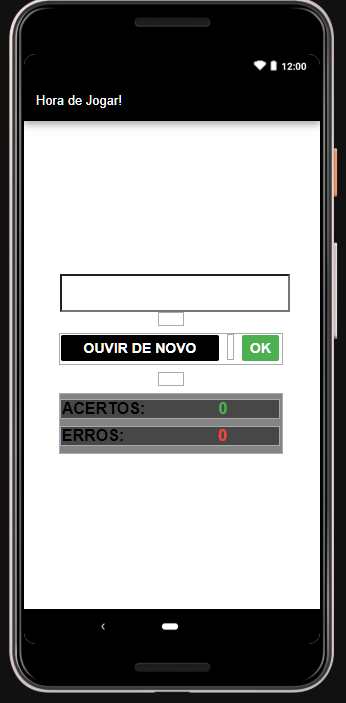 12:00
Hora de Jogar!
OUVIR DE NOVO OK
ACERTOS: 0
ERROS: 0